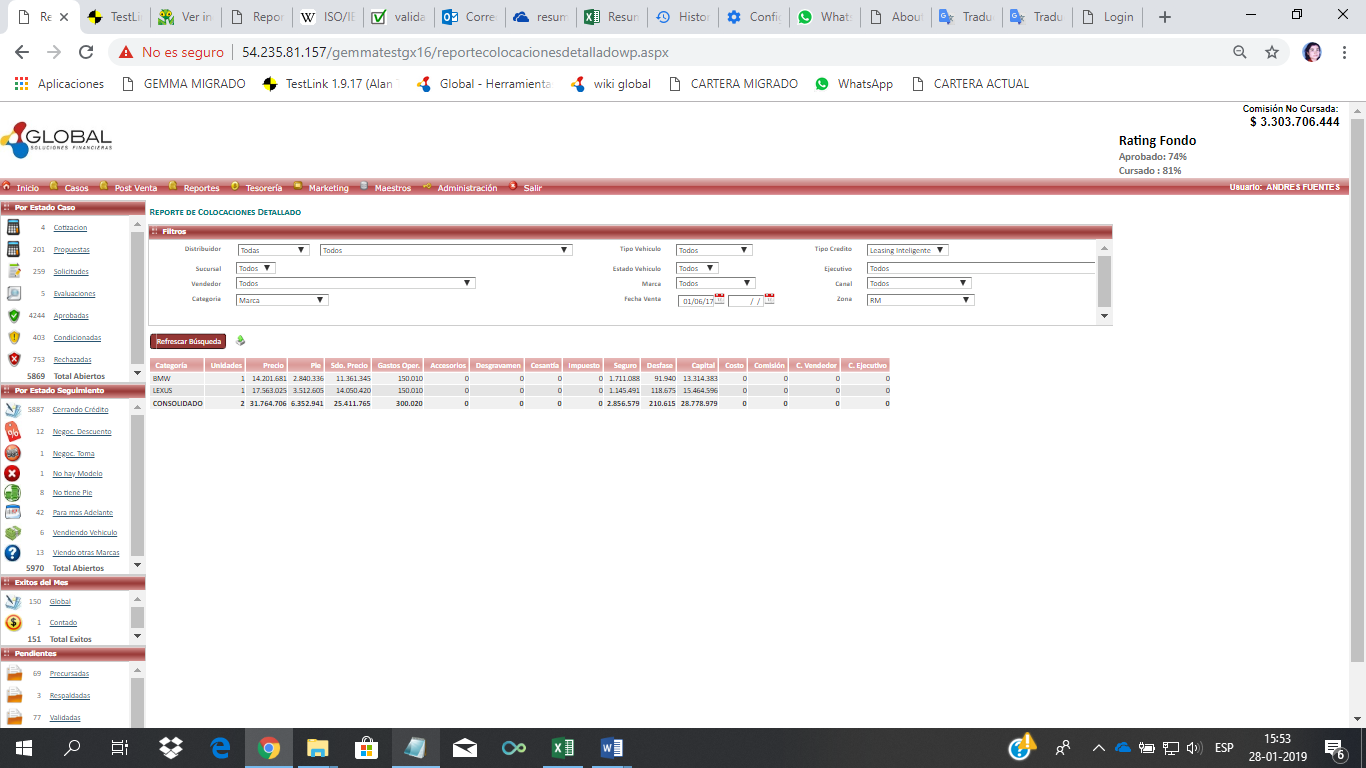 Re
TestLi
Ver in
Repor
ISO/IE
valida
Corre
resum
Resun
Histor
Config
Whats
About
Tradu
Tradu
Login
No es seguro
54.235.81.157/gemmatestgx16/reportecolocacionesdetalladowp.aspx
Aplicaciones
GEMMA MIGRADO
TestLink 1.9.17 (Alan
Global - Herramienta
wiki global
CARTERA MIGRADO
WhatsApp
CARTERA ACTUAL
GLOBAL
SOLUCIONES FINANCIERAS
Comisión No Cursada:
$ 3.303.706.444
Rating Fondo
Aprobado: 74%
Cursado : 81%
Inicio Casos Post Venta Reportes Tesorería Marketing Maestros Administración Salir
Usuario: ANDRES FUENTES
Por Estado Caso
4 Cotizacion
201 Propuestas
259 Solicitudes
5 Evaluaciones
4244 Aprobadas
403 Condicionadas
753 Rechazadas
5869 Total Abiertos
Por Estado Seguimiento
5887 Cerrando Crédito
12 Negoc. Descuento
1 Negoc. Toma
1 No hay Modelo
8 No tiene Pie
42 Para mas Adelante
6 Vendiendo Vehiculo
13 Viendo otras Marcas
5970 Total Abiertos
Exitos del Mes
150 Global
1 Contado
151 Total Exitos
Pendientes
69 Precursadas
3 Respaldadas
77 Validadas
Reporte de Colocaciones Detallado
Filtros
Distribuidor Todas Todos Tipo Vehiculo Todos Tipo Credito Leasing Inteligente
Sucursal Todos Estado Vehiculo Todos Ejecutivo Todos
Vendedor Todos Marca Todos Canal Todos
Categoria Marca Fecha Venta 01/06/17 / / Zona RM
Refrescar Búsqueda
Categoría Unidades Precio Pie Sdo. Precio Gastos Oper. Accesorios Desgravamen Cesantía Impuesto Seguro Desfase Capital Costo Comisión C. Vendedor C. Ejecutivo
BMW 1 14.201.681 2.840.336 11.361.345 150.010 0 0 0 0 1.711.088 91.940 13.314.383 0 0 0 0
LEXUS 1 17.563.025 3.512.605 14.050.420 150.010 0 0 0 0 1.145.491 118.675 15.464.596 0 0 0 0
CONSOLIDADO 2 31.764.706 6.352.941 25.411.765 300.020 0 0 0 0 2.856.579 210.615 28.778.979 0 0 0 0
ESP
15:53
28-01-2019
6